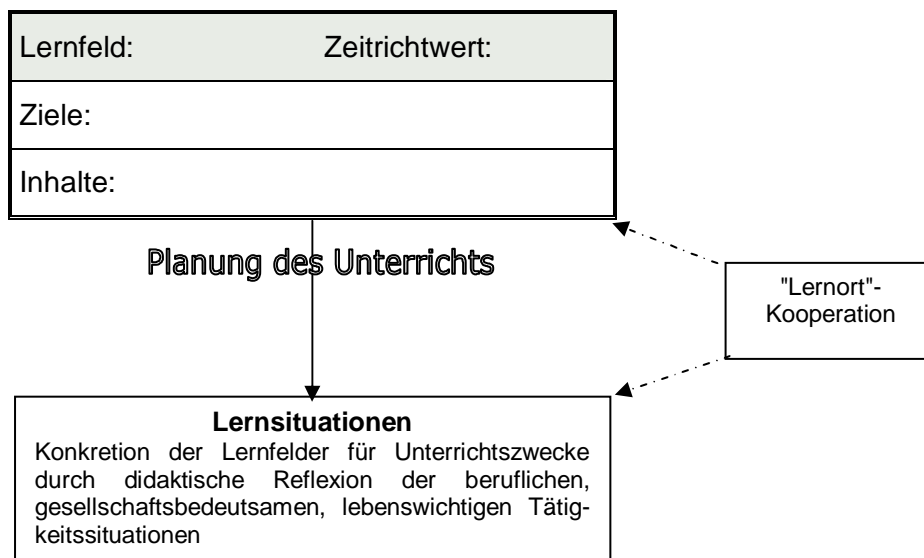 Lernfeld: Zeitrichtwert:
Ziele:
Inhalte:
Planung des Unterrichts
"Lernort"-
Kooperation
Lernsituationen
Konkretion der Lernfelder für Unterrichtszwecke
durch didaktische Reflexion der beruflichen,
gesellschaftsbedeutsamen, lebenswichtigen Tätig-
keitssituationen